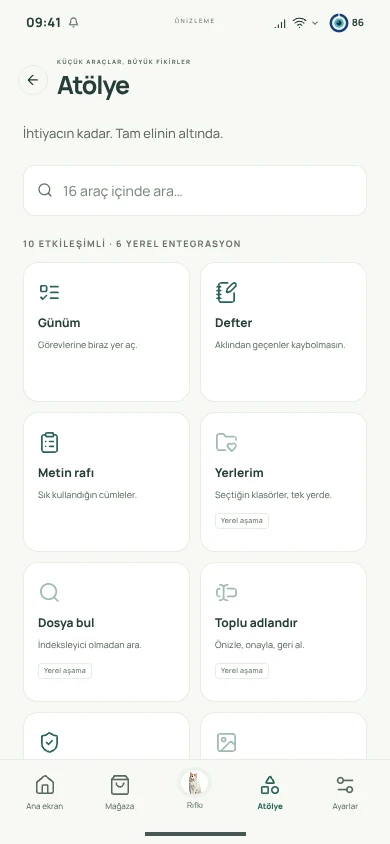 09:41
ÖNİZLEME
86
KÜÇÜK ARAÇLAR, BÜYÜK FİKİRLER
Atölye
İhtiyacın kadar. Tam elinin altında.
16 araç içinde ara...
10 ETKİLEŞİMLİ · 6 YEREL ENTEGRASYON
Günüm
Görevlerine biraz yer aç.
Defter
Aklından geçenler kaybolmasın.
Metin rafı
Sık kullandığın cümleler.
Yerlerim
Seçtiğin klasörler, tek yerde.
Yerel aşama
Dosya bul
İndeksleyici olmadan ara.
Yerel aşama
Toplu adlandır
Önizle, onayla, geri al.
Yerel aşama
Ana ekran
Mağaza
Rıfkı
Atölye
Ayarlar